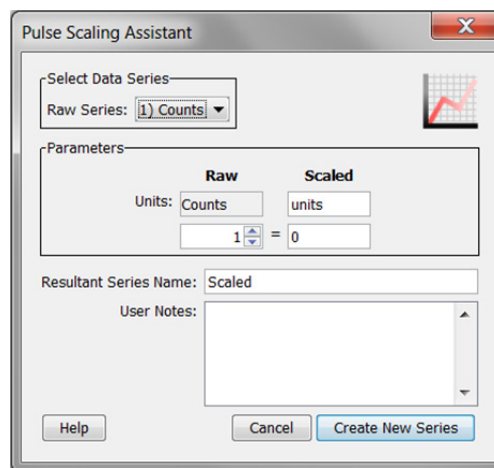 Pulse Scaling Assistant
Select Data Series
Raw Series: 1) Counts
Parameters
Raw Scaled
Units: Counts units
1 = 0
Resultant Series Name: Scaled
User Notes:
Help Cancel Create New Series